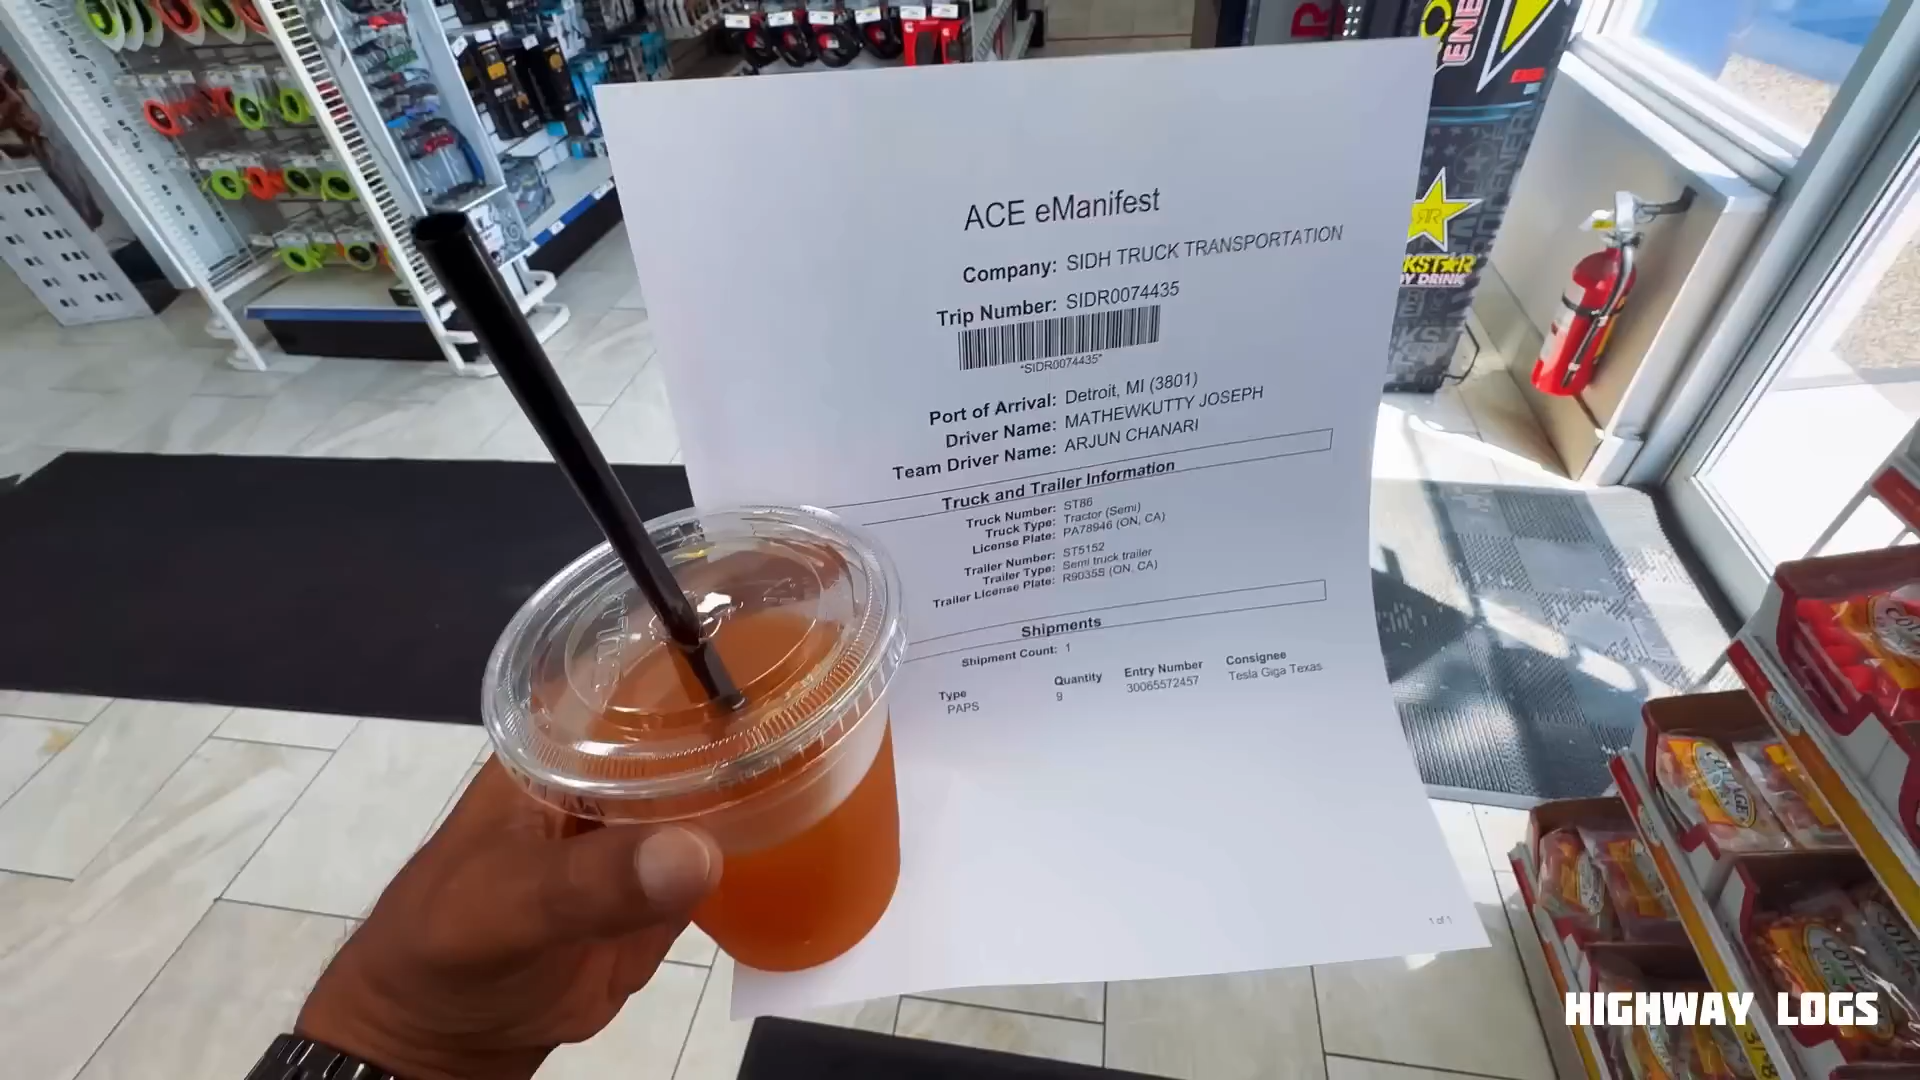 ACE eManifest
Company: SIDH TRUCK TRANSPORTATION
Trip Number: SIDR0074435
*SIDR0074435*
Port of Arrival: Detroit, MI (3801)
Driver Name: MATHEWKUTTY JOSEPH
Team Driver Name: ARJUN CHANARI
Truck and Trailer Information
Truck Number: ST86
Truck Type: Tractor (Semi)
License Plate: PA78946 (ON, CA)
Trailer Number: ST5152
Trailer Type: Semi truck trailer
Trailer License Plate: R9035S (ON, CA)
Shipments
Shipment Count: 1
Type Quantity Entry Number Consignee
PAPS 9 30065572457 Tesla Giga Texas
1 of 1
KST★R
Y DRINK
HIGHWAY LOGS